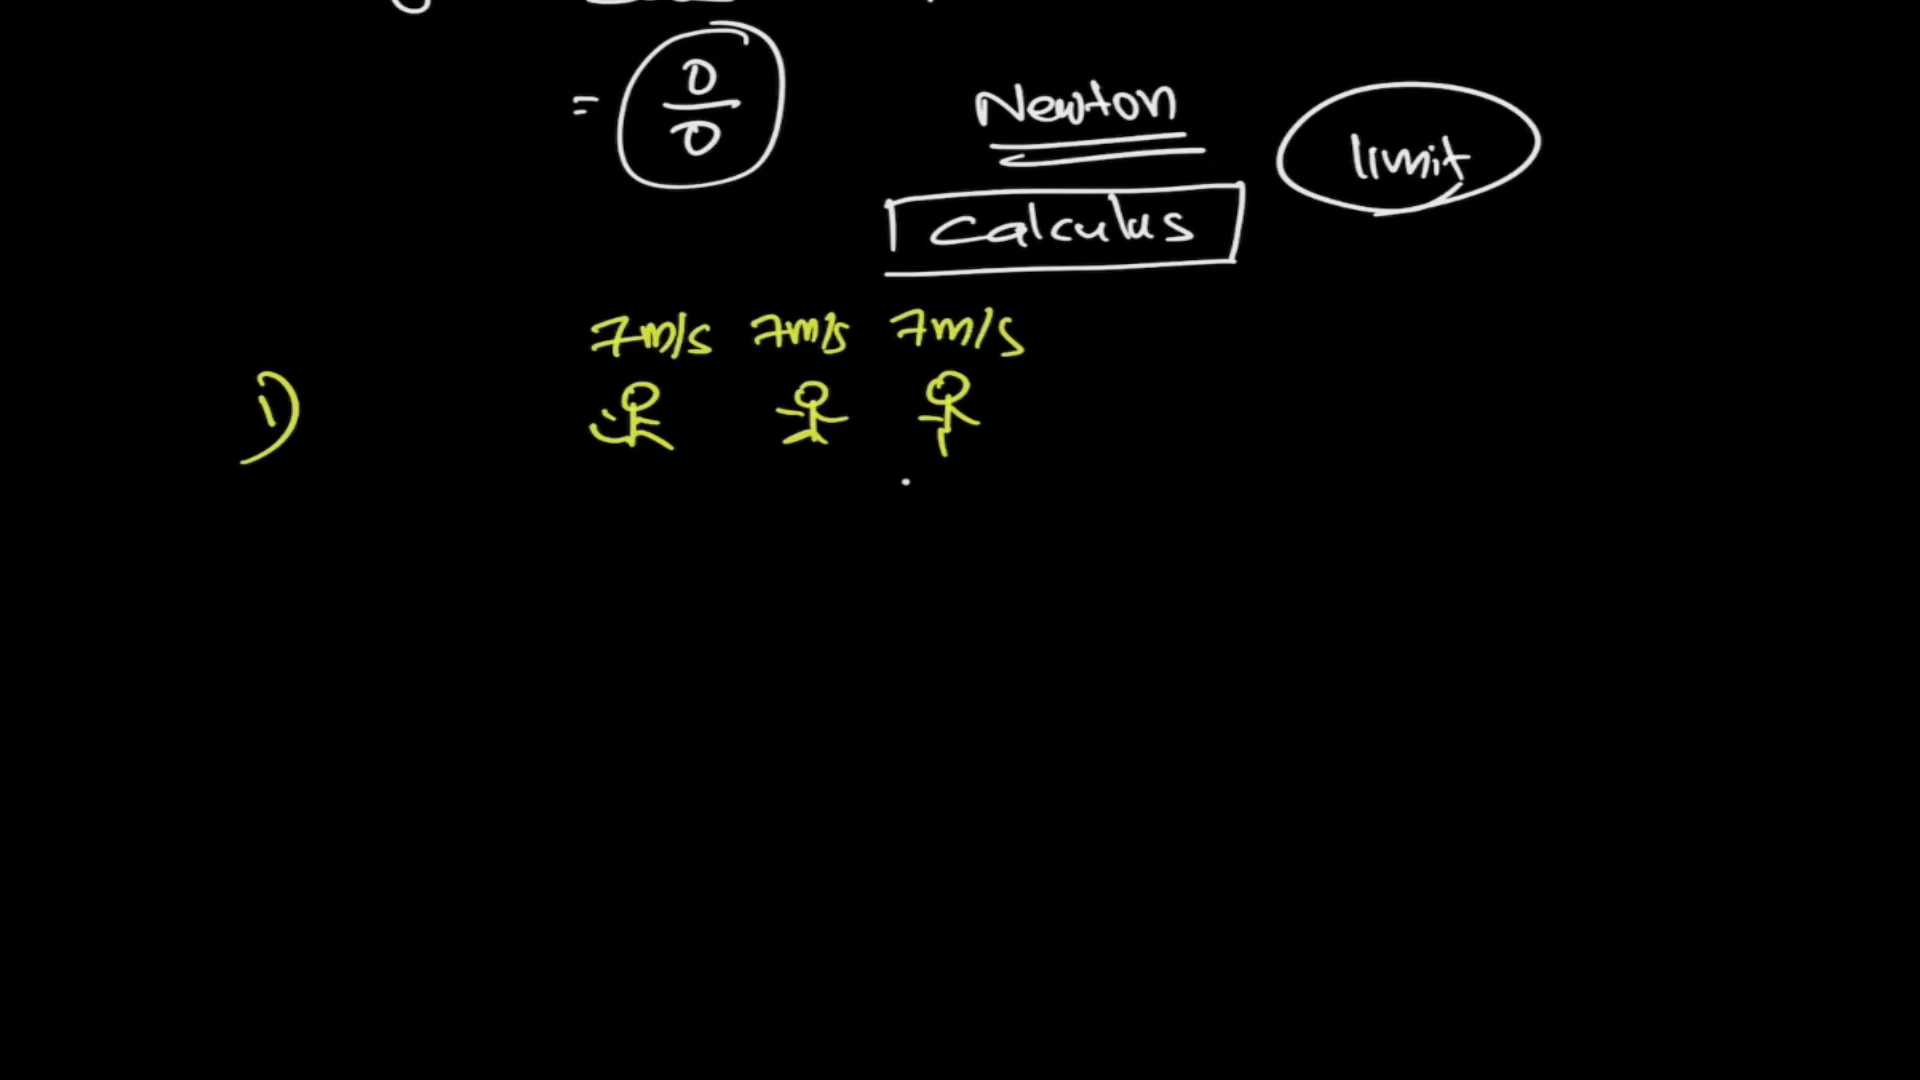 = 0/0
Newton
limit
Calculus
7m/s 7m/s 7m/s
1)